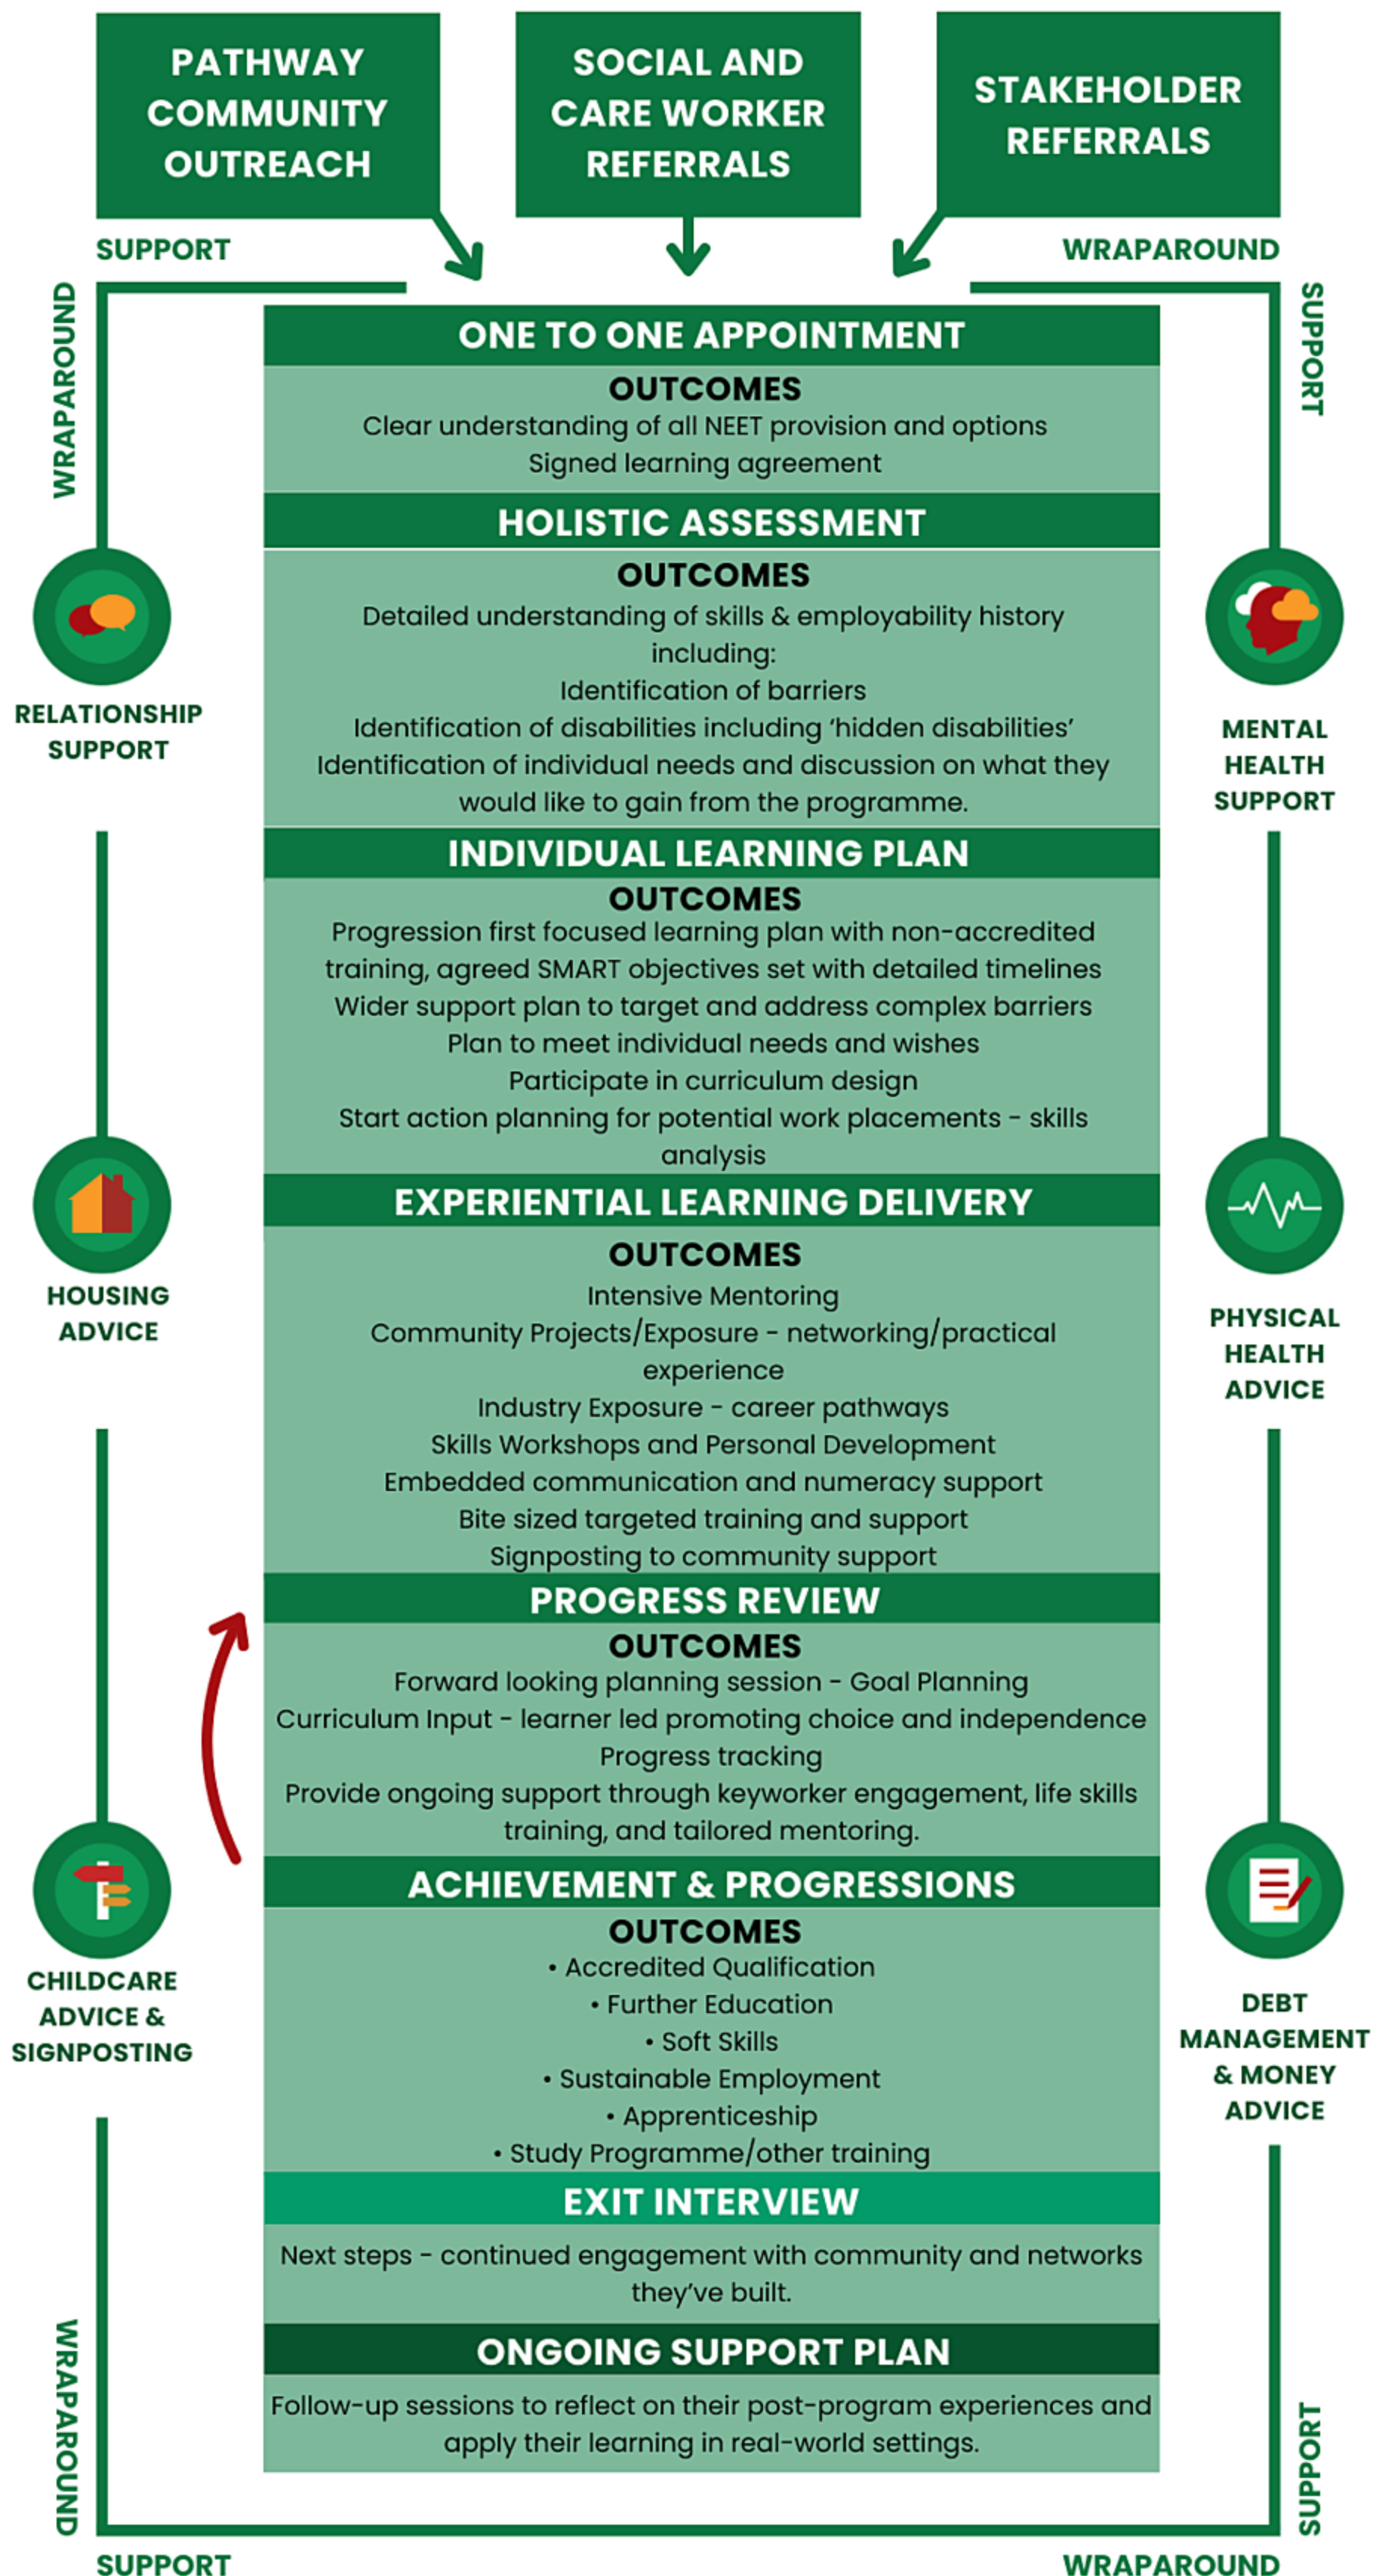 PATHWAY
COMMUNITY
OUTREACH
SOCIAL AND
CARE WORKER
REFERRALS
STAKEHOLDER
REFERRALS
SUPPORT
WRAPAROUND
WRAPAROUND
SUPPORT
ONE TO ONE APPOINTMENT
OUTCOMES
Clear understanding of all NEET provision and options
Signed learning agreement
HOLISTIC ASSESSMENT
OUTCOMES
Detailed understanding of skills & employability history
including:
Identification of barriers
Identification of disabilities including ‘hidden disabilities’
Identification of individual needs and discussion on what they
would like to gain from the programme.
RELATIONSHIP
SUPPORT
MENTAL
HEALTH
SUPPORT
INDIVIDUAL LEARNING PLAN
OUTCOMES
Progression first focused learning plan with non-accredited
training, agreed SMART objectives set with detailed timelines
Wider support plan to target and address complex barriers
Plan to meet individual needs and wishes
Participate in curriculum design
Start action planning for potential work placements - skills
analysis
EXPERIENTIAL LEARNING DELIVERY
OUTCOMES
Intensive Mentoring
Community Projects/Exposure - networking/practical
experience
Industry Exposure - career pathways
Skills Workshops and Personal Development
Embedded communication and numeracy support
Bite sized targeted training and support
Signposting to community support
HOUSING
ADVICE
PHYSICAL
HEALTH
ADVICE
PROGRESS REVIEW
OUTCOMES
Forward looking planning session - Goal Planning
Curriculum Input - learner led promoting choice and independence
Progress tracking
Provide ongoing support through keyworker engagement, life skills
training, and tailored mentoring.
ACHIEVEMENT & PROGRESSIONS
OUTCOMES
• Accredited Qualification
• Further Education
• Soft Skills
• Sustainable Employment
• Apprenticeship
• Study Programme/other training
CHILDCARE
ADVICE &
SIGNPOSTING
DEBT
MANAGEMENT
& MONEY
ADVICE
EXIT INTERVIEW
Next steps - continued engagement with community and networks
they’ve built.
ONGOING SUPPORT PLAN
Follow-up sessions to reflect on their post-program experiences and
apply their learning in real-world settings.
WRAPAROUND
SUPPORT
SUPPORT
WRAPAROUND